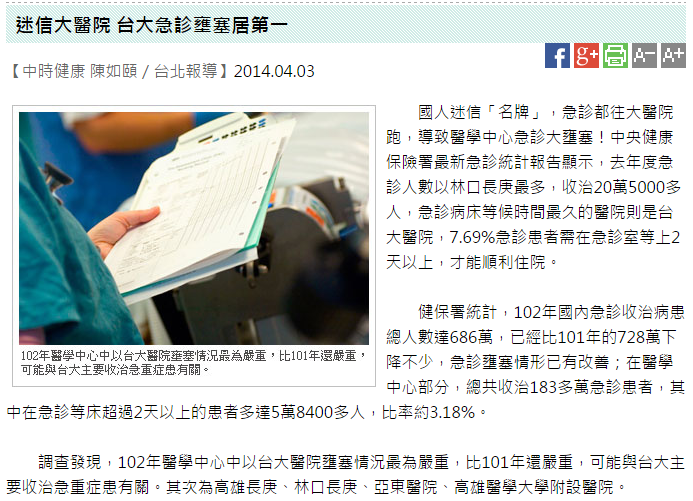 迷信大醫院 台大急診壅塞居第一
f g+ A− A+
【中時健康 陳如頤／台北報導】2014.04.03
國人迷信「名牌」，急診都往大醫院
跑，導致醫學中心急診大壅塞！中央健康
保險署最新急診統計報告顯示，去年度急
診人數以林口長庚最多，收治20萬5000多
人，急診病床等候時間最久的醫院則是台
大醫院，7.69%急診患者需在急診室等上2
天以上，才能順利住院。
健保署統計，102年國內急診收治病患
總人數達686萬，已經比101年的728萬下
降不少，急診壅塞情形已有改善；在醫學
中心部分，總共收治183多萬急診患者，其
中在急診等床超過2天以上的患者多達5萬8400多人，比率約3.18%。
102年醫學中心中以台大醫院壅塞情況最為嚴重，比101年還嚴重，
可能與台大主要收治急重症患有關。
調查發現，102年醫學中心中以台大醫院壅塞情況最為嚴重，比101年還嚴重，可能與台大主
要收治急重症患有關。其次為高雄長庚、林口長庚、亞東醫院、高雄醫學大學附設醫院。